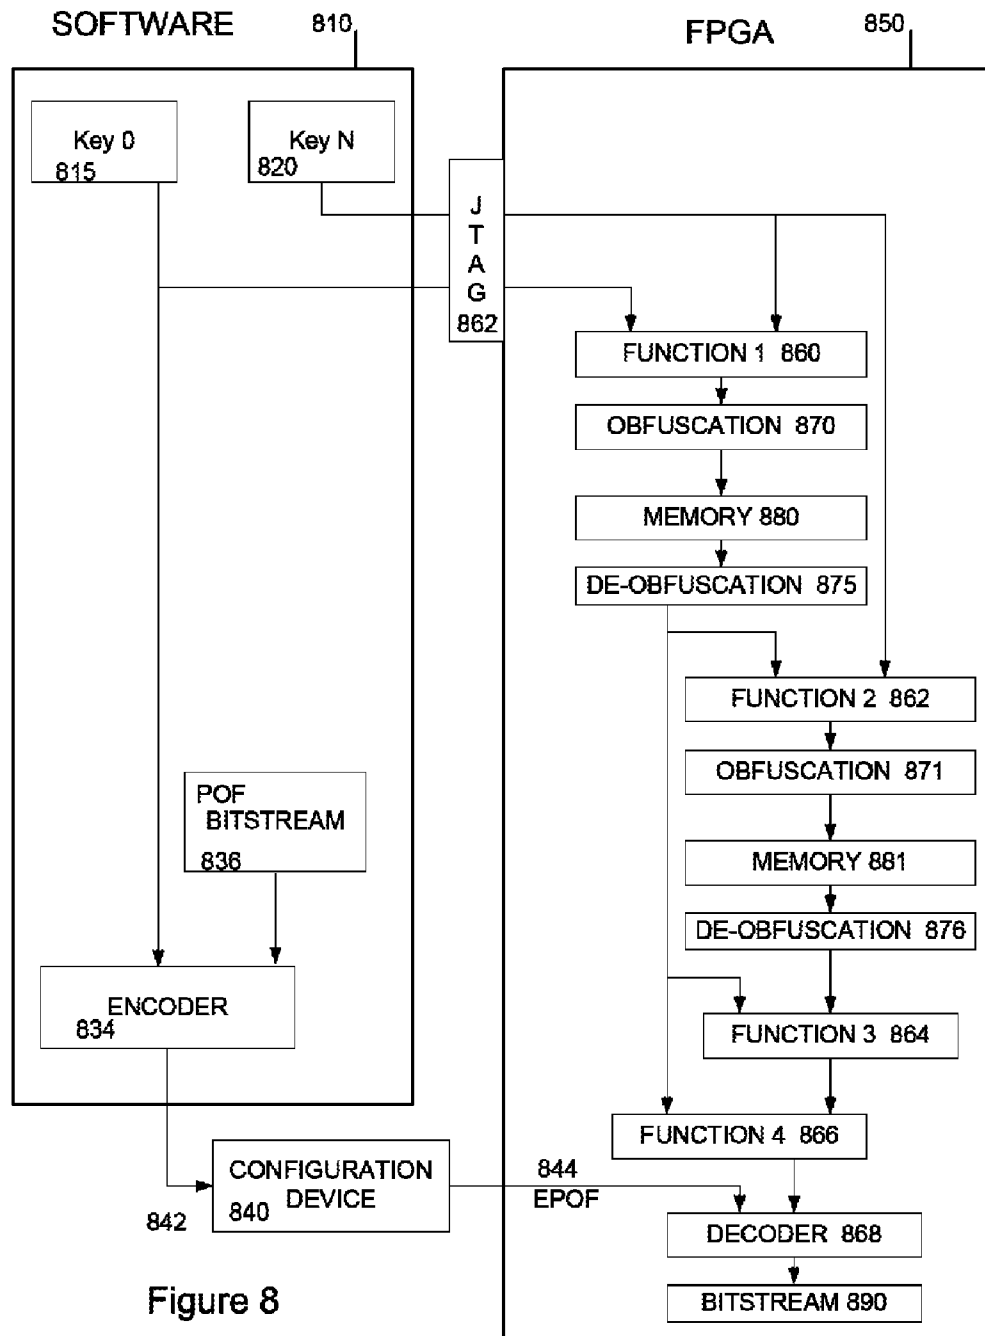 SOFTWARE
810
FPGA
850
Key 0
815
Key N
820
J
T
A
G
862
FUNCTION 1 860
OBFUSCATION 870
MEMORY 880
DE-OBFUSCATION 875
FUNCTION 2 862
OBFUSCATION 871
POF
BITSTREAM
836
MEMORY 881
DE-OBFUSCATION 876
ENCODER
834
FUNCTION 3 864
FUNCTION 4 866
CONFIGURATION
DEVICE
840
842
844
EPOF
DECODER 868
BITSTREAM 890
Figure 8